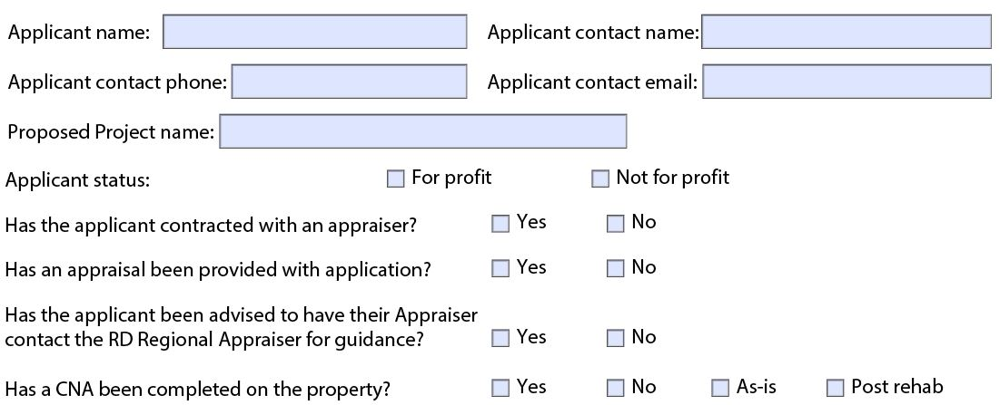 Applicant name: Applicant contact name:
Applicant contact phone: Applicant contact email:
Proposed Project name:
Applicant status: For profit Not for profit
Has the applicant contracted with an appraiser? Yes No
Has an appraisal been provided with application? Yes No
Has the applicant been advised to have their Appraiser
contact the RD Regional Appraiser for guidance? Yes No
Has a CNA been completed on the property? Yes No As-is Post rehab